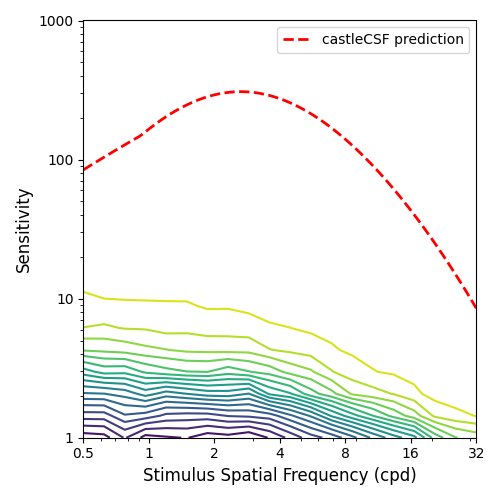 1000
castleCSF prediction
100
Sensitivity
10
1
0.5 1 2 4 8 16 32
Stimulus Spatial Frequency (cpd)